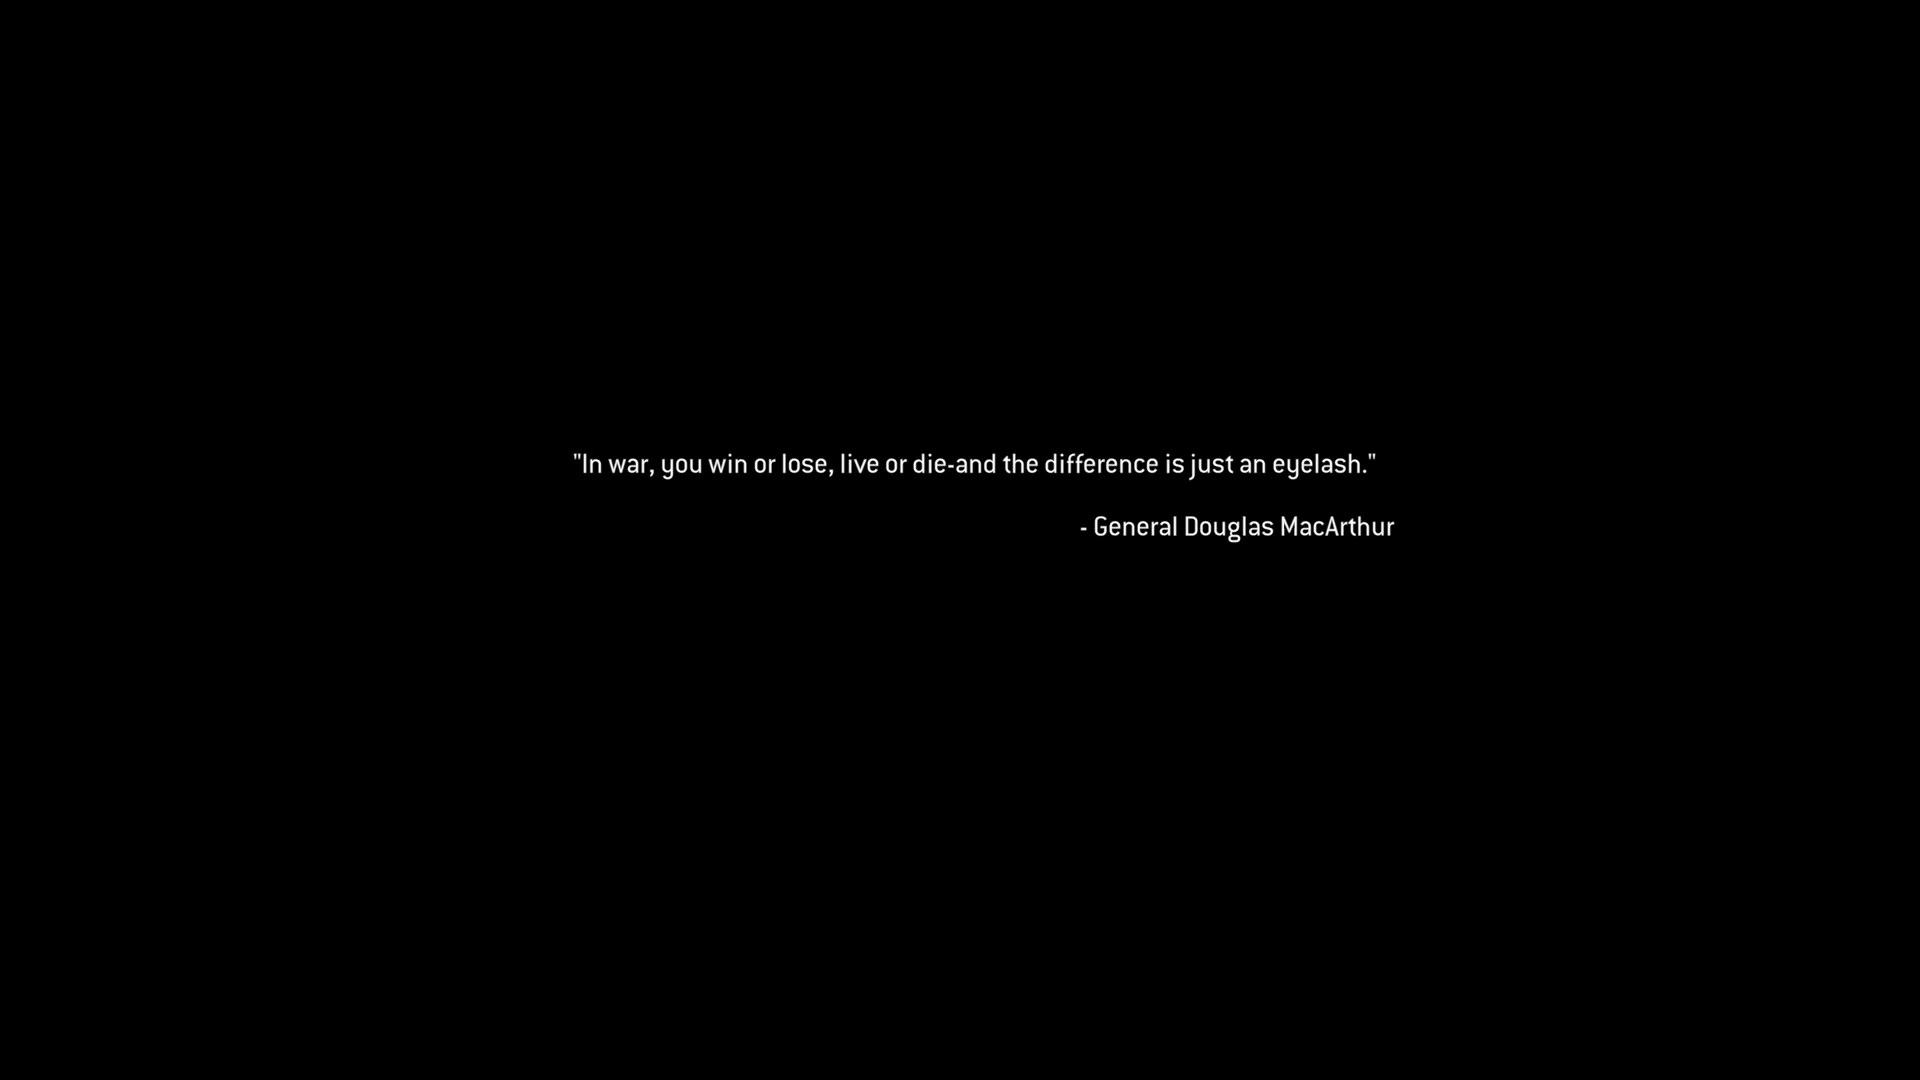 "In war, you win or lose, live or die-and the difference is just an eyelash."
- General Douglas MacArthur